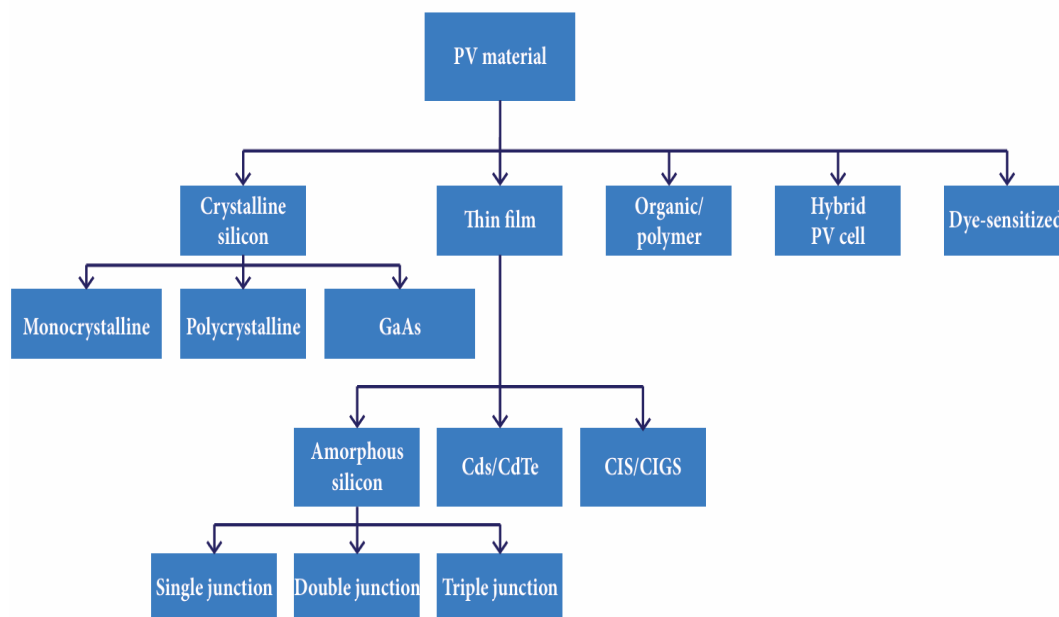 PV material
Crystalline
silicon
Thin film
Organic/
polymer
Hybrid
PV cell
Dye-sensitized
Monocrystalline
Polycrystalline
GaAs
Amorphous
silicon
Cds/CdTe
CIS/CIGS
Single junction
Double junction
Triple junction